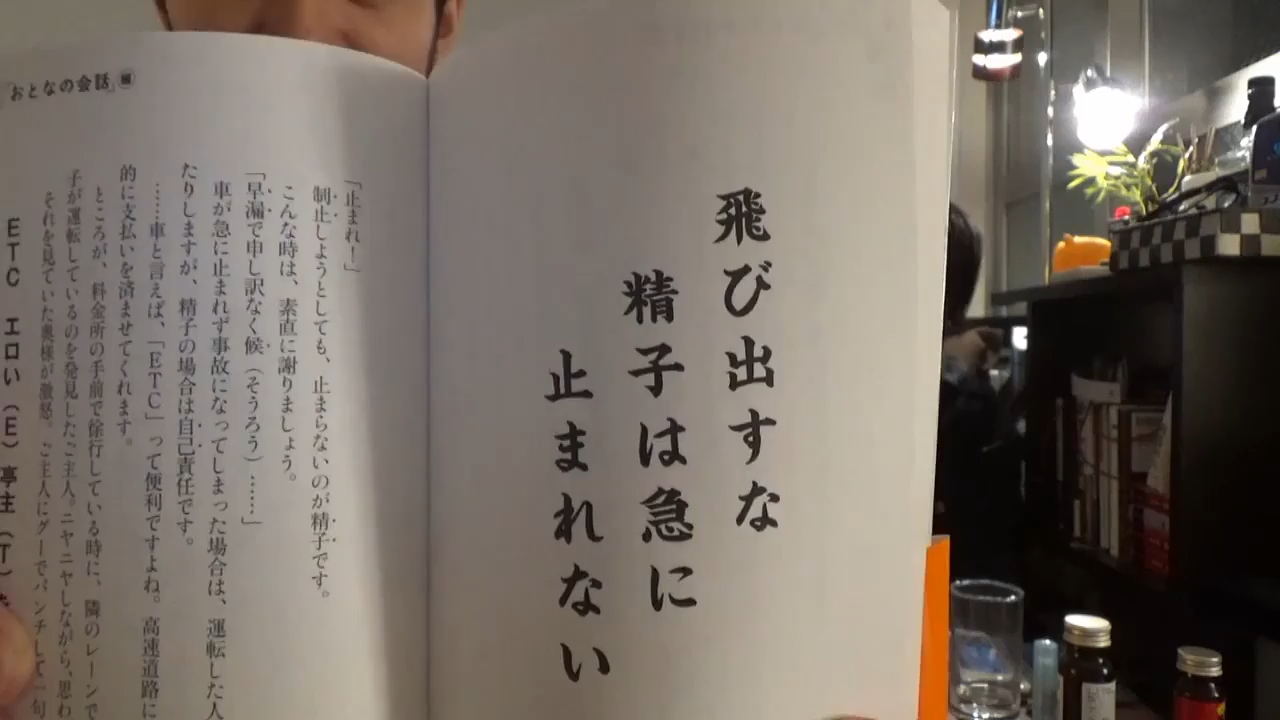 飛び出すな
精子は急に
止まれない
「おとなの会話」編
「止まれ！」
制止しようとしても、止まらないのが精子です。
こんな時は、素直に謝りましょう。
「早漏で申し訳なく候（そうろう）……」
車が急に止まれず事故になってしまった場合は、運転した人
たりしますが、精子の場合は自己責任です。
……車と言えば、「ETC」って便利ですよね。高速道路に
的に支払いを済ませてくれます。
ところが、料金所の手前で徐行している時に、隣のレーンで
子が運転しているのを発見したご主人。ニヤニヤしながら、思わ
それを見ていた奥様が激怒。ご主人にグーでパンチして一句
ETC エロい（E）亭主（T）を